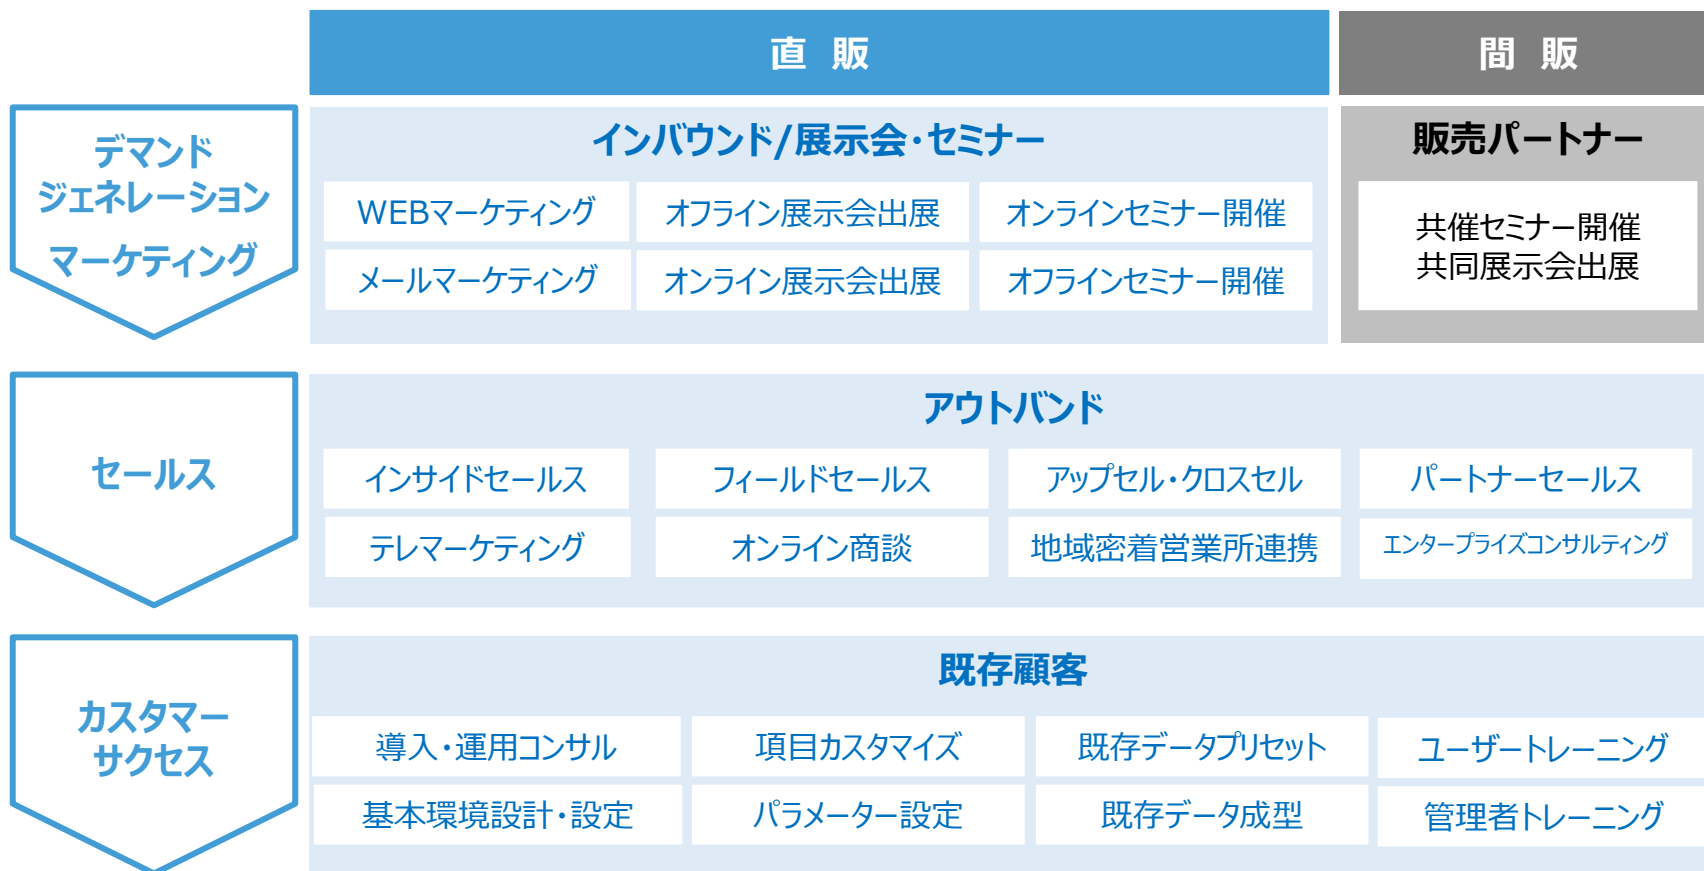 直 販
間 販
デマンド
ジェネレーション
マーケティング
インバウンド/展示会・セミナー
WEBマーケティング
オフライン展示会出展
オンラインセミナー開催
メールマーケティング
オンライン展示会出展
オフラインセミナー開催
販売パートナー
共催セミナー開催
共同展示会出展
セールス
アウトバンド
インサイドセールス
フィールドセールス
アップセル・クロスセル
パートナーセールス
テレマーケティング
オンライン商談
地域密着営業所連携
エンタープライズコンサルティング
カスタマー
サクセス
既存顧客
導入・運用コンサル
項目カスタマイズ
既存データプリセット
ユーザートレーニング
基本環境設計・設定
パラメーター設定
既存データ成型
管理者トレーニング